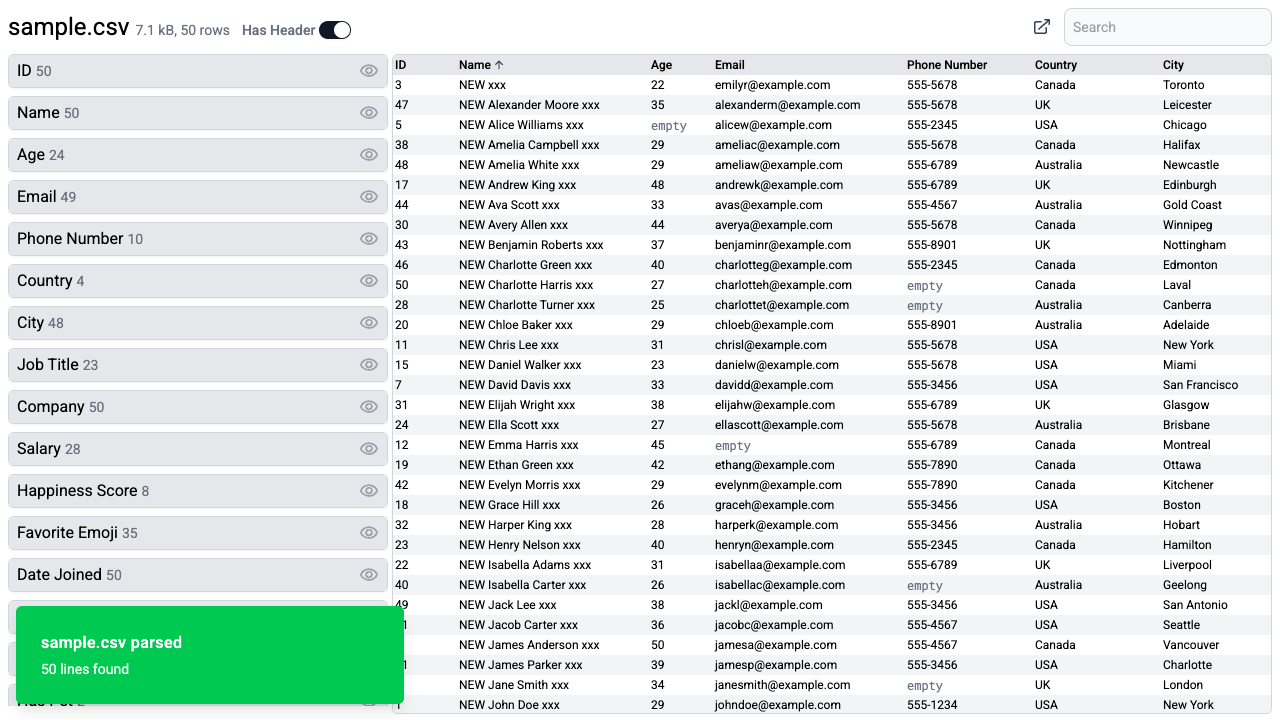 sample.csv 7.1 kB, 50 rows Has Header Search
ID 50
Name 50
Age 24
Email 49
Phone Number 10
Country 4
City 48
Job Title 23
Company 50
Salary 28
Happiness Score 8
Favorite Emoji 35
Date Joined 50
sample.csv parsed
50 lines found
ID Name Age Email Phone Number Country City
3 NEW xxx 22 emilyr@example.com 555-5678 Canada Toronto
47 NEW Alexander Moore xxx 35 alexanderm@example.com 555-5678 UK Leicester
5 NEW Alice Williams xxx empty alicew@example.com 555-2345 USA Chicago
38 NEW Amelia Campbell xxx 29 ameliac@example.com 555-5678 Canada Halifax
48 NEW Amelia White xxx 29 ameliaw@example.com 555-6789 Australia Newcastle
17 NEW Andrew King xxx 48 andrewk@example.com 555-6789 UK Edinburgh
44 NEW Ava Scott xxx 33 avas@example.com 555-4567 Australia Gold Coast
30 NEW Avery Allen xxx 44 averya@example.com 555-5678 Canada Winnipeg
43 NEW Benjamin Roberts xxx 37 benjaminr@example.com 555-8901 UK Nottingham
46 NEW Charlotte Green xxx 40 charlotteg@example.com 555-2345 Canada Edmonton
50 NEW Charlotte Harris xxx 27 charlotteh@example.com empty Canada Laval
28 NEW Charlotte Turner xxx 25 charlottet@example.com empty Australia Canberra
20 NEW Chloe Baker xxx 29 chloeb@example.com 555-8901 Australia Adelaide
11 NEW Chris Lee xxx 31 chrisl@example.com 555-5678 USA New York
15 NEW Daniel Walker xxx 23 danielw@example.com 555-5678 USA Miami
7 NEW David Davis xxx 33 davidd@example.com 555-3456 USA San Francisco
31 NEW Elijah Wright xxx 38 elijahw@example.com 555-6789 UK Glasgow
24 NEW Ella Scott xxx 27 ellascott@example.com 555-5678 Australia Brisbane
12 NEW Emma Harris xxx 45 empty 555-6789 Canada Montreal
19 NEW Ethan Green xxx 42 ethang@example.com 555-7890 Canada Ottawa
42 NEW Evelyn Morris xxx 29 evelynm@example.com 555-7890 Canada Kitchener
18 NEW Grace Hill xxx 26 graceh@example.com 555-3456 USA Boston
32 NEW Harper King xxx 28 harperk@example.com 555-3456 Australia Hobart
23 NEW Henry Nelson xxx 40 henryn@example.com 555-2345 Canada Hamilton
22 NEW Isabella Adams xxx 31 isabellaa@example.com 555-6789 UK Liverpool
40 NEW Isabella Carter xxx 26 isabellac@example.com empty Australia Geelong
49 NEW Jack Lee xxx 38 jackl@example.com 555-3456 USA San Antonio
NEW Jacob Carter xxx 36 jacobc@example.com 555-4567 USA Seattle
NEW James Anderson xxx 50 jamesa@example.com 555-4567 Canada Vancouver
NEW James Parker xxx 39 jamesp@example.com 555-3456 USA Charlotte
NEW Jane Smith xxx 34 janesmith@example.com empty UK London
1 NEW John Doe xxx 29 johndoe@example.com 555-1234 USA New York